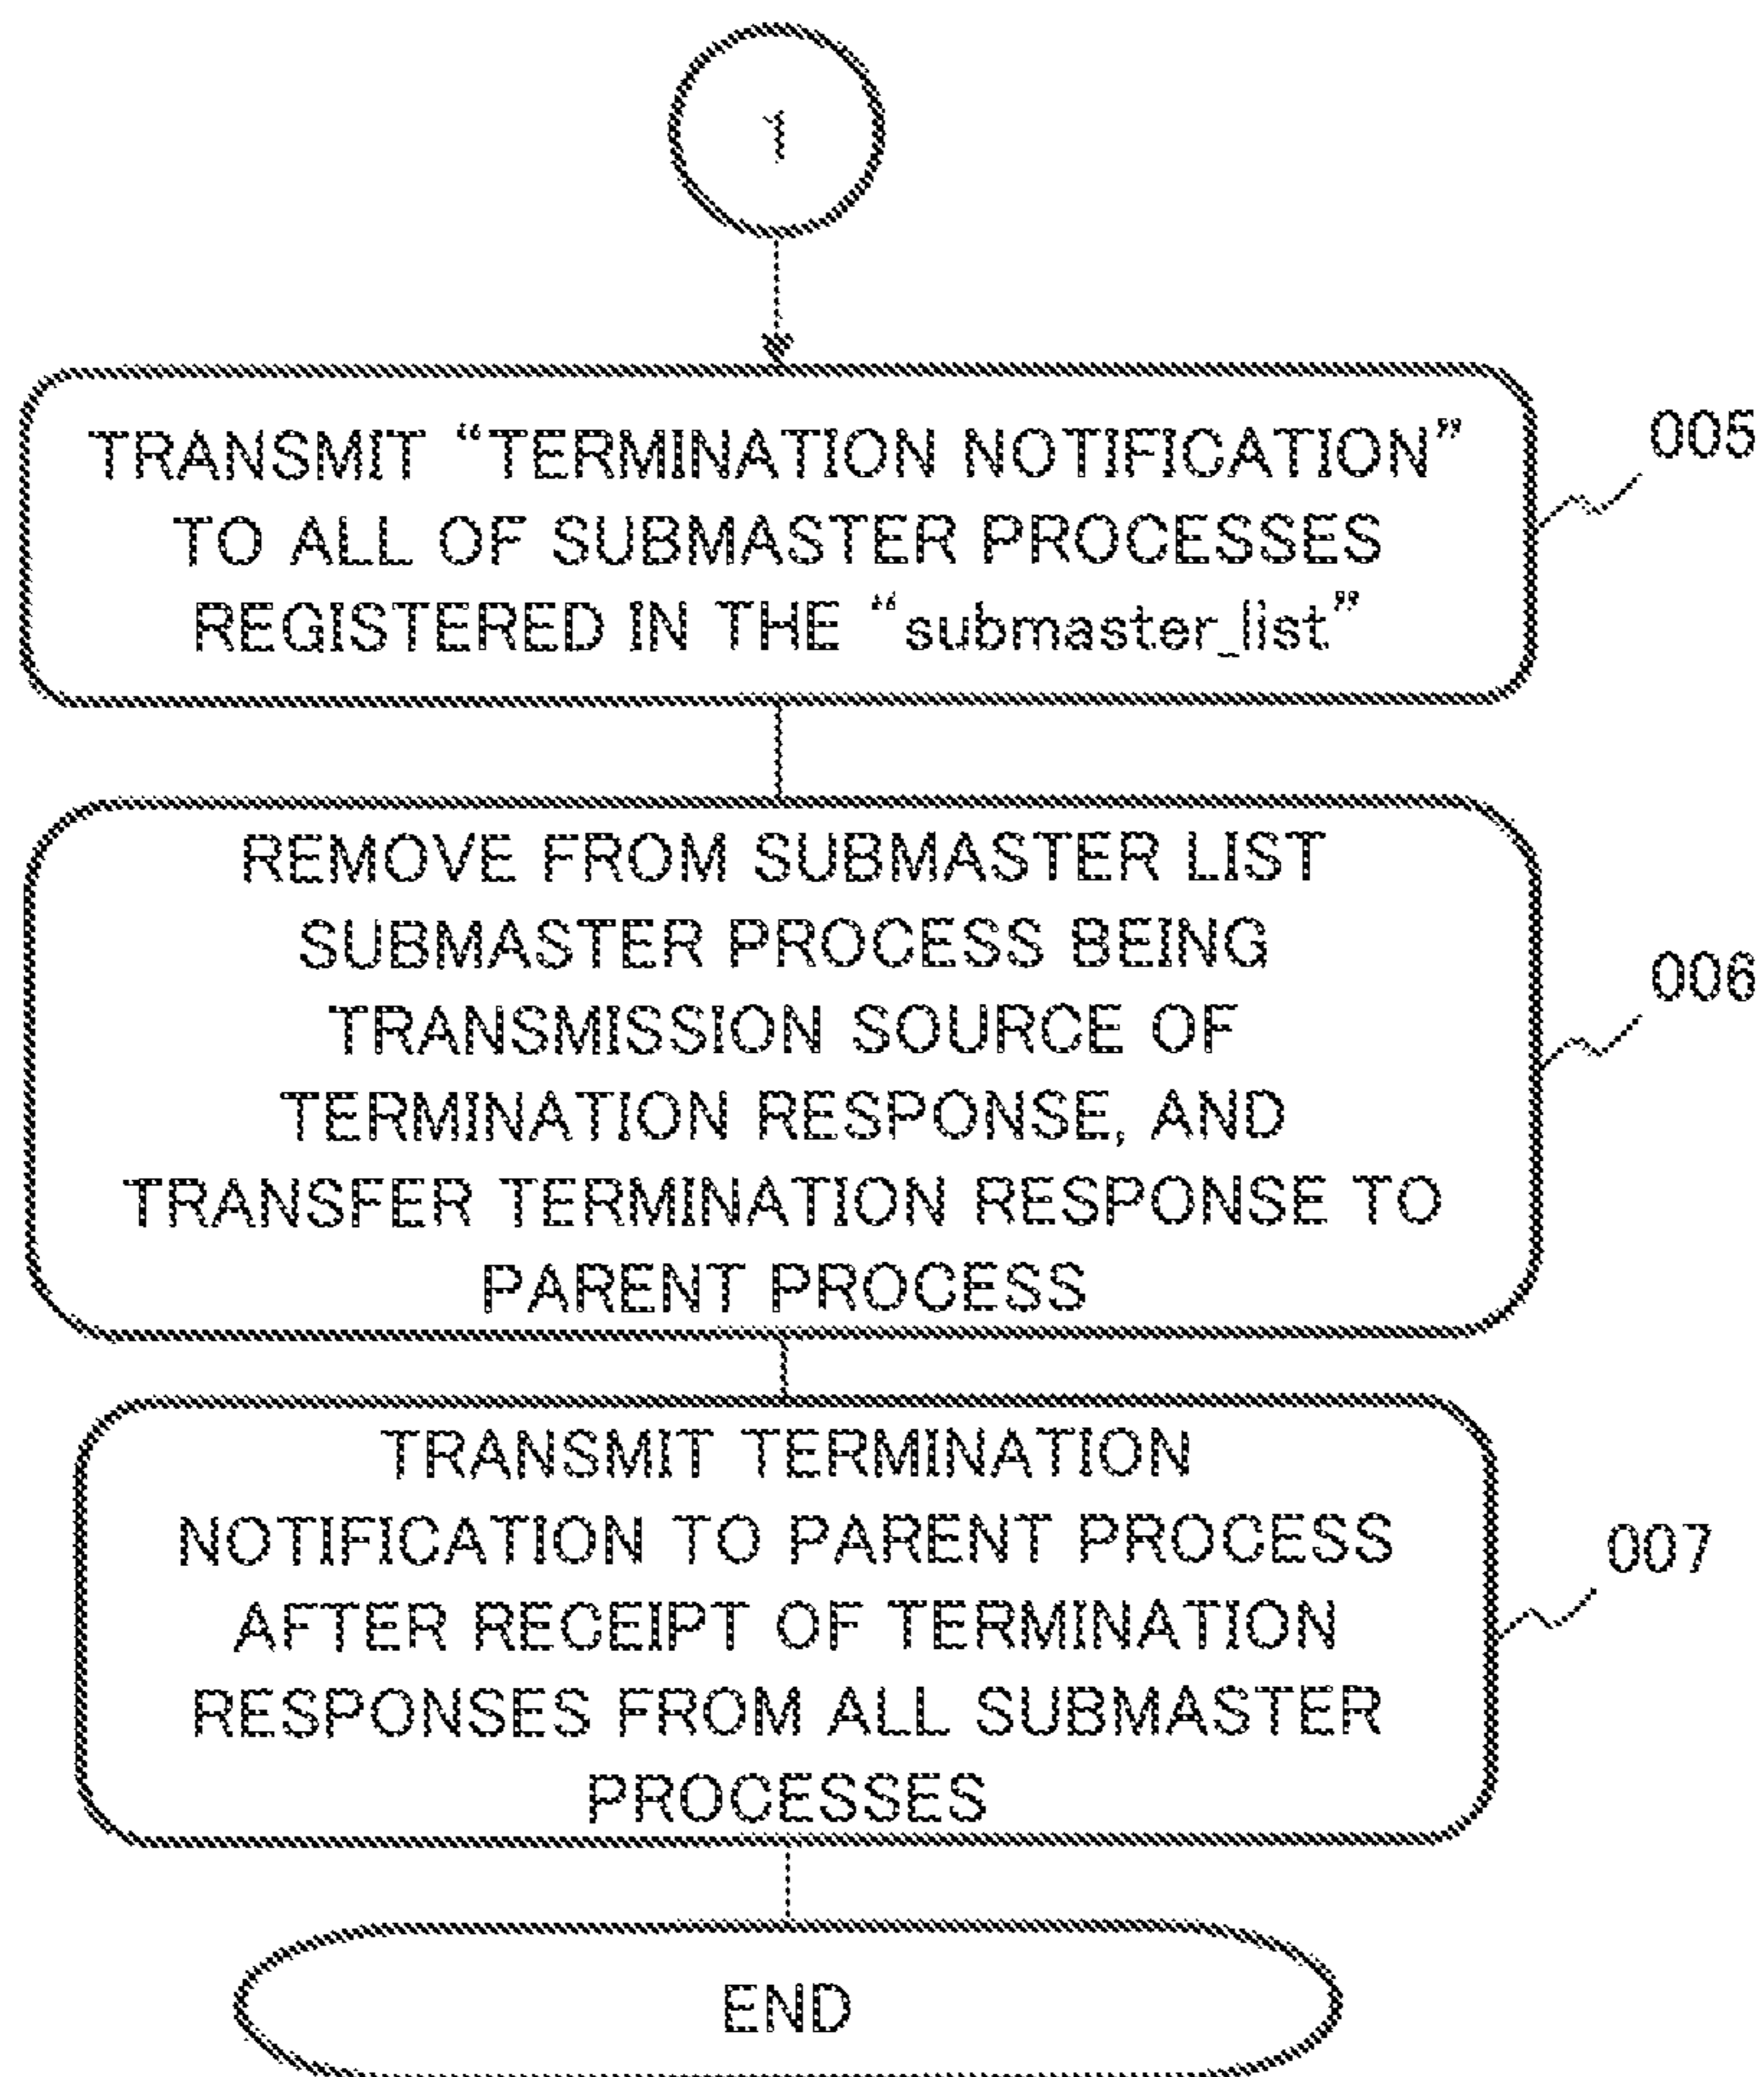 1
TRANSMIT “TERMINATION NOTIFICATION”
TO ALL OF SUBMASTER PROCESSES
REGISTERED IN THE “submaster_list”
005
REMOVE FROM SUBMASTER LIST
SUBMASTER PROCESS BEING
TRANSMISSION SOURCE OF
TERMINATION RESPONSE, AND
TRANSFER TERMINATION RESPONSE TO
PARENT PROCESS
006
TRANSMIT TERMINATION
NOTIFICATION TO PARENT PROCESS
AFTER RECEIPT OF TERMINATION
RESPONSES FROM ALL SUBMASTER
PROCESSES
007
END